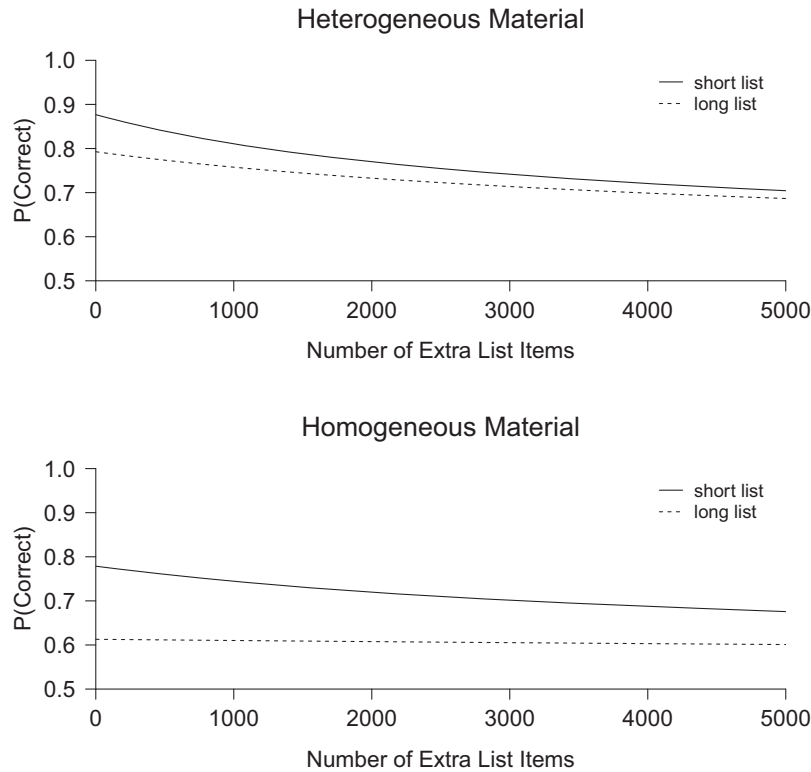 Heterogeneous Material
1.0
0.9
0.8
0.7
0.6
0.5
P(Correct)
short list
long list
0 1000 2000 3000 4000 5000
Number of Extra List Items
Homogeneous Material
1.0
0.9
0.8
0.7
0.6
0.5
P(Correct)
short list
long list
0 1000 2000 3000 4000 5000
Number of Extra List Items